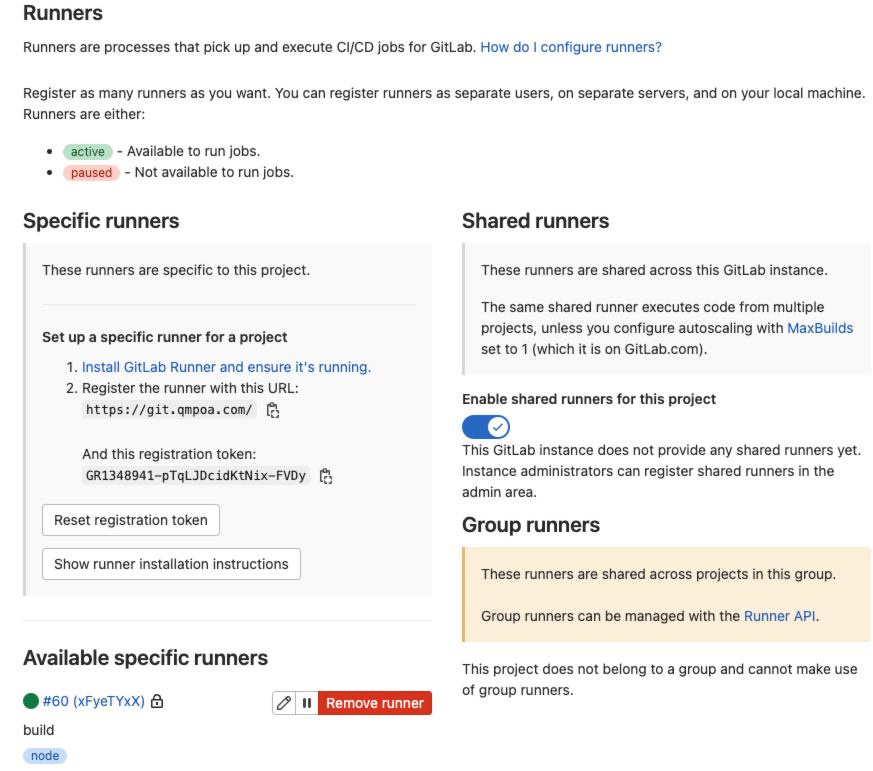 Runners
Runners are processes that pick up and execute CI/CD jobs for GitLab. How do I configure runners?
Register as many runners as you want. You can register runners as separate users, on separate servers, and on your local machine.
Runners are either:
active - Available to run jobs.
paused - Not available to run jobs.
Specific runners
These runners are specific to this project.
Set up a specific runner for a project
1. Install GitLab Runner and ensure it's running.
2. Register the runner with this URL:
https://git.qmpoa.com/
And this registration token:
GR1348941-pTqLJDcidKtNix-FVDy
Reset registration token
Show runner installation instructions
Available specific runners
#60 (xFyeTYxX)
Remove runner
build
node
Shared runners
These runners are shared across this GitLab instance.
The same shared runner executes code from multiple
projects, unless you configure autoscaling with MaxBuilds
set to 1 (which it is on GitLab.com).
Enable shared runners for this project
This GitLab instance does not provide any shared runners yet.
Instance administrators can register shared runners in the
admin area.
Group runners
These runners are shared across projects in this group.
Group runners can be managed with the Runner API.
This project does not belong to a group and cannot make use
of group runners.